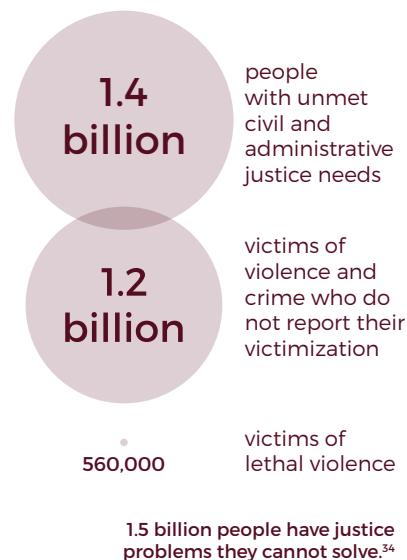 1.4
billion
people
with unmet
civil and
administrative
justice needs
1.2
billion
victims of
violence and
crime who do
not report their
victimization
560,000
victims of
lethal violence
1.5 billion people have justice
problems they cannot solve.³⁴